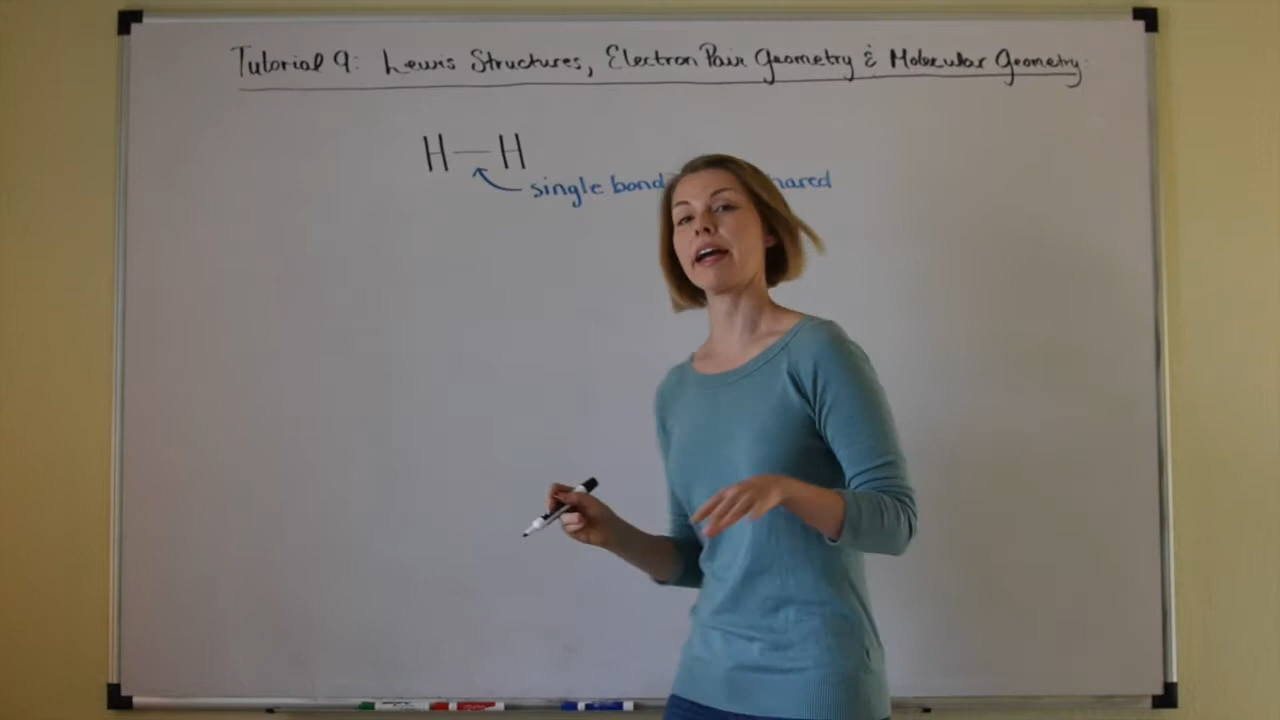 Tutorial 9: Lewis Structures, Electron Pair Geometry & Molecular Geometry
H—H
single bond